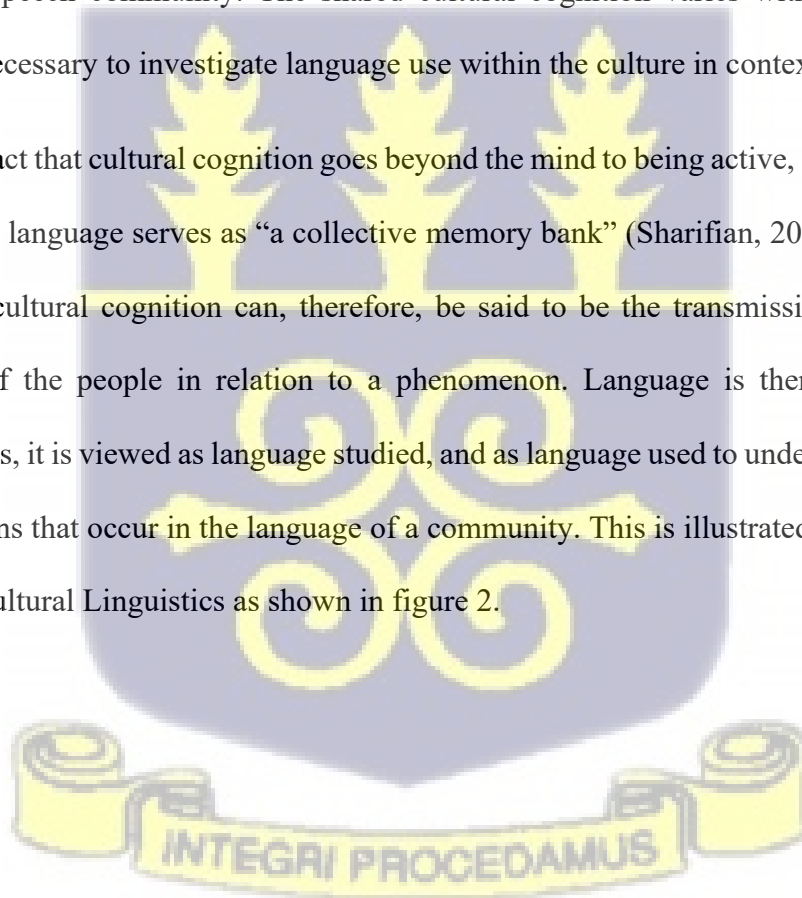 speech community. The shared cultural cognition varies
ecessary to investigate language use within the culture in contex
act that cultural cognition goes beyond the mind to being active,
language serves as “a collective memory bank” (Sharifian, 20
cultural cognition can, therefore, be said to be the transmissi
f the people in relation to a phenomenon. Language is ther
s, it is viewed as language studied, and as language used to unde
ns that occur in the language of a community. This is illustrated
ultural Linguistics as shown in figure 2.
INTEGRI PROCEDAMUS